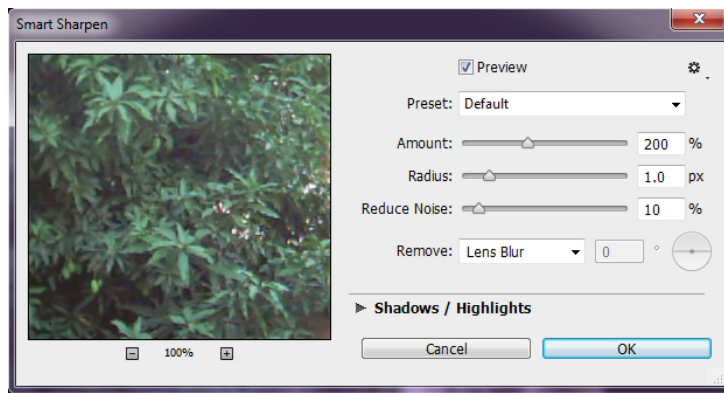 Smart Sharpen
Preview
Preset: Default
Amount: 200 %
Radius: 1.0 px
Reduce Noise: 10 %
Remove: Lens Blur 0 °
Shadows / Highlights
100%
Cancel OK